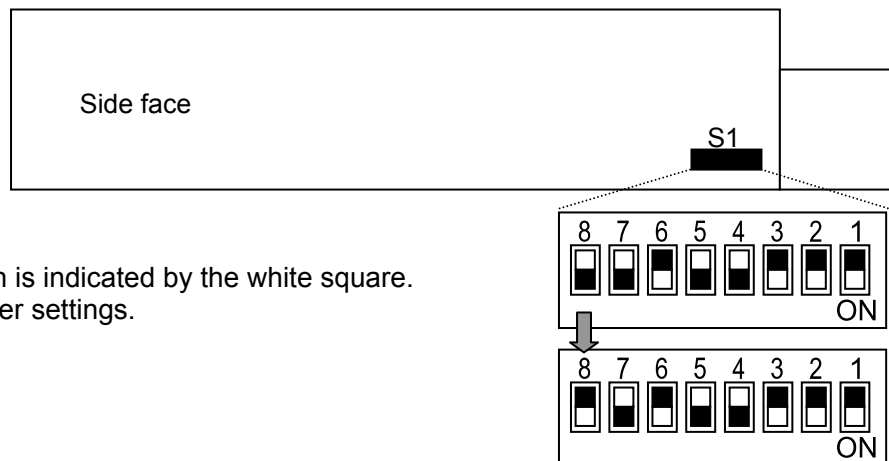 Side face
S1
8 7 6 5 4 3 2 1
n is indicated by the white square.
er settings.
ON
8 7 6 5 4 3 2 1
ON